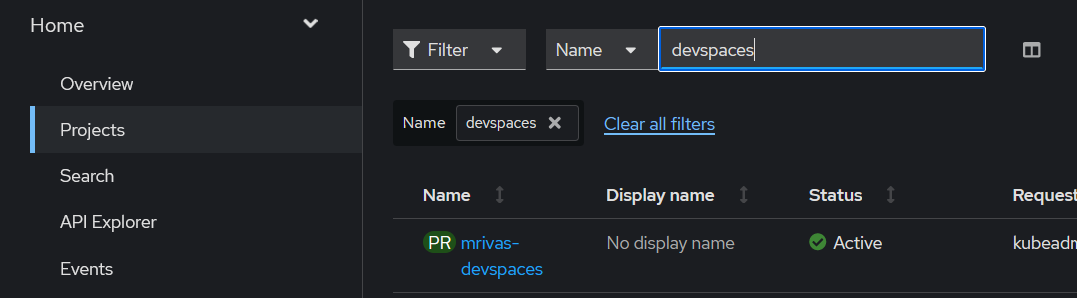 Home
Overview
Projects
Search
API Explorer
Events
Filter
Name
devspaces
Name
devspaces
Clear all filters
Name
Display name
Status
Request
PR
mrivas-
devspaces
No display name
Active
kubeadm